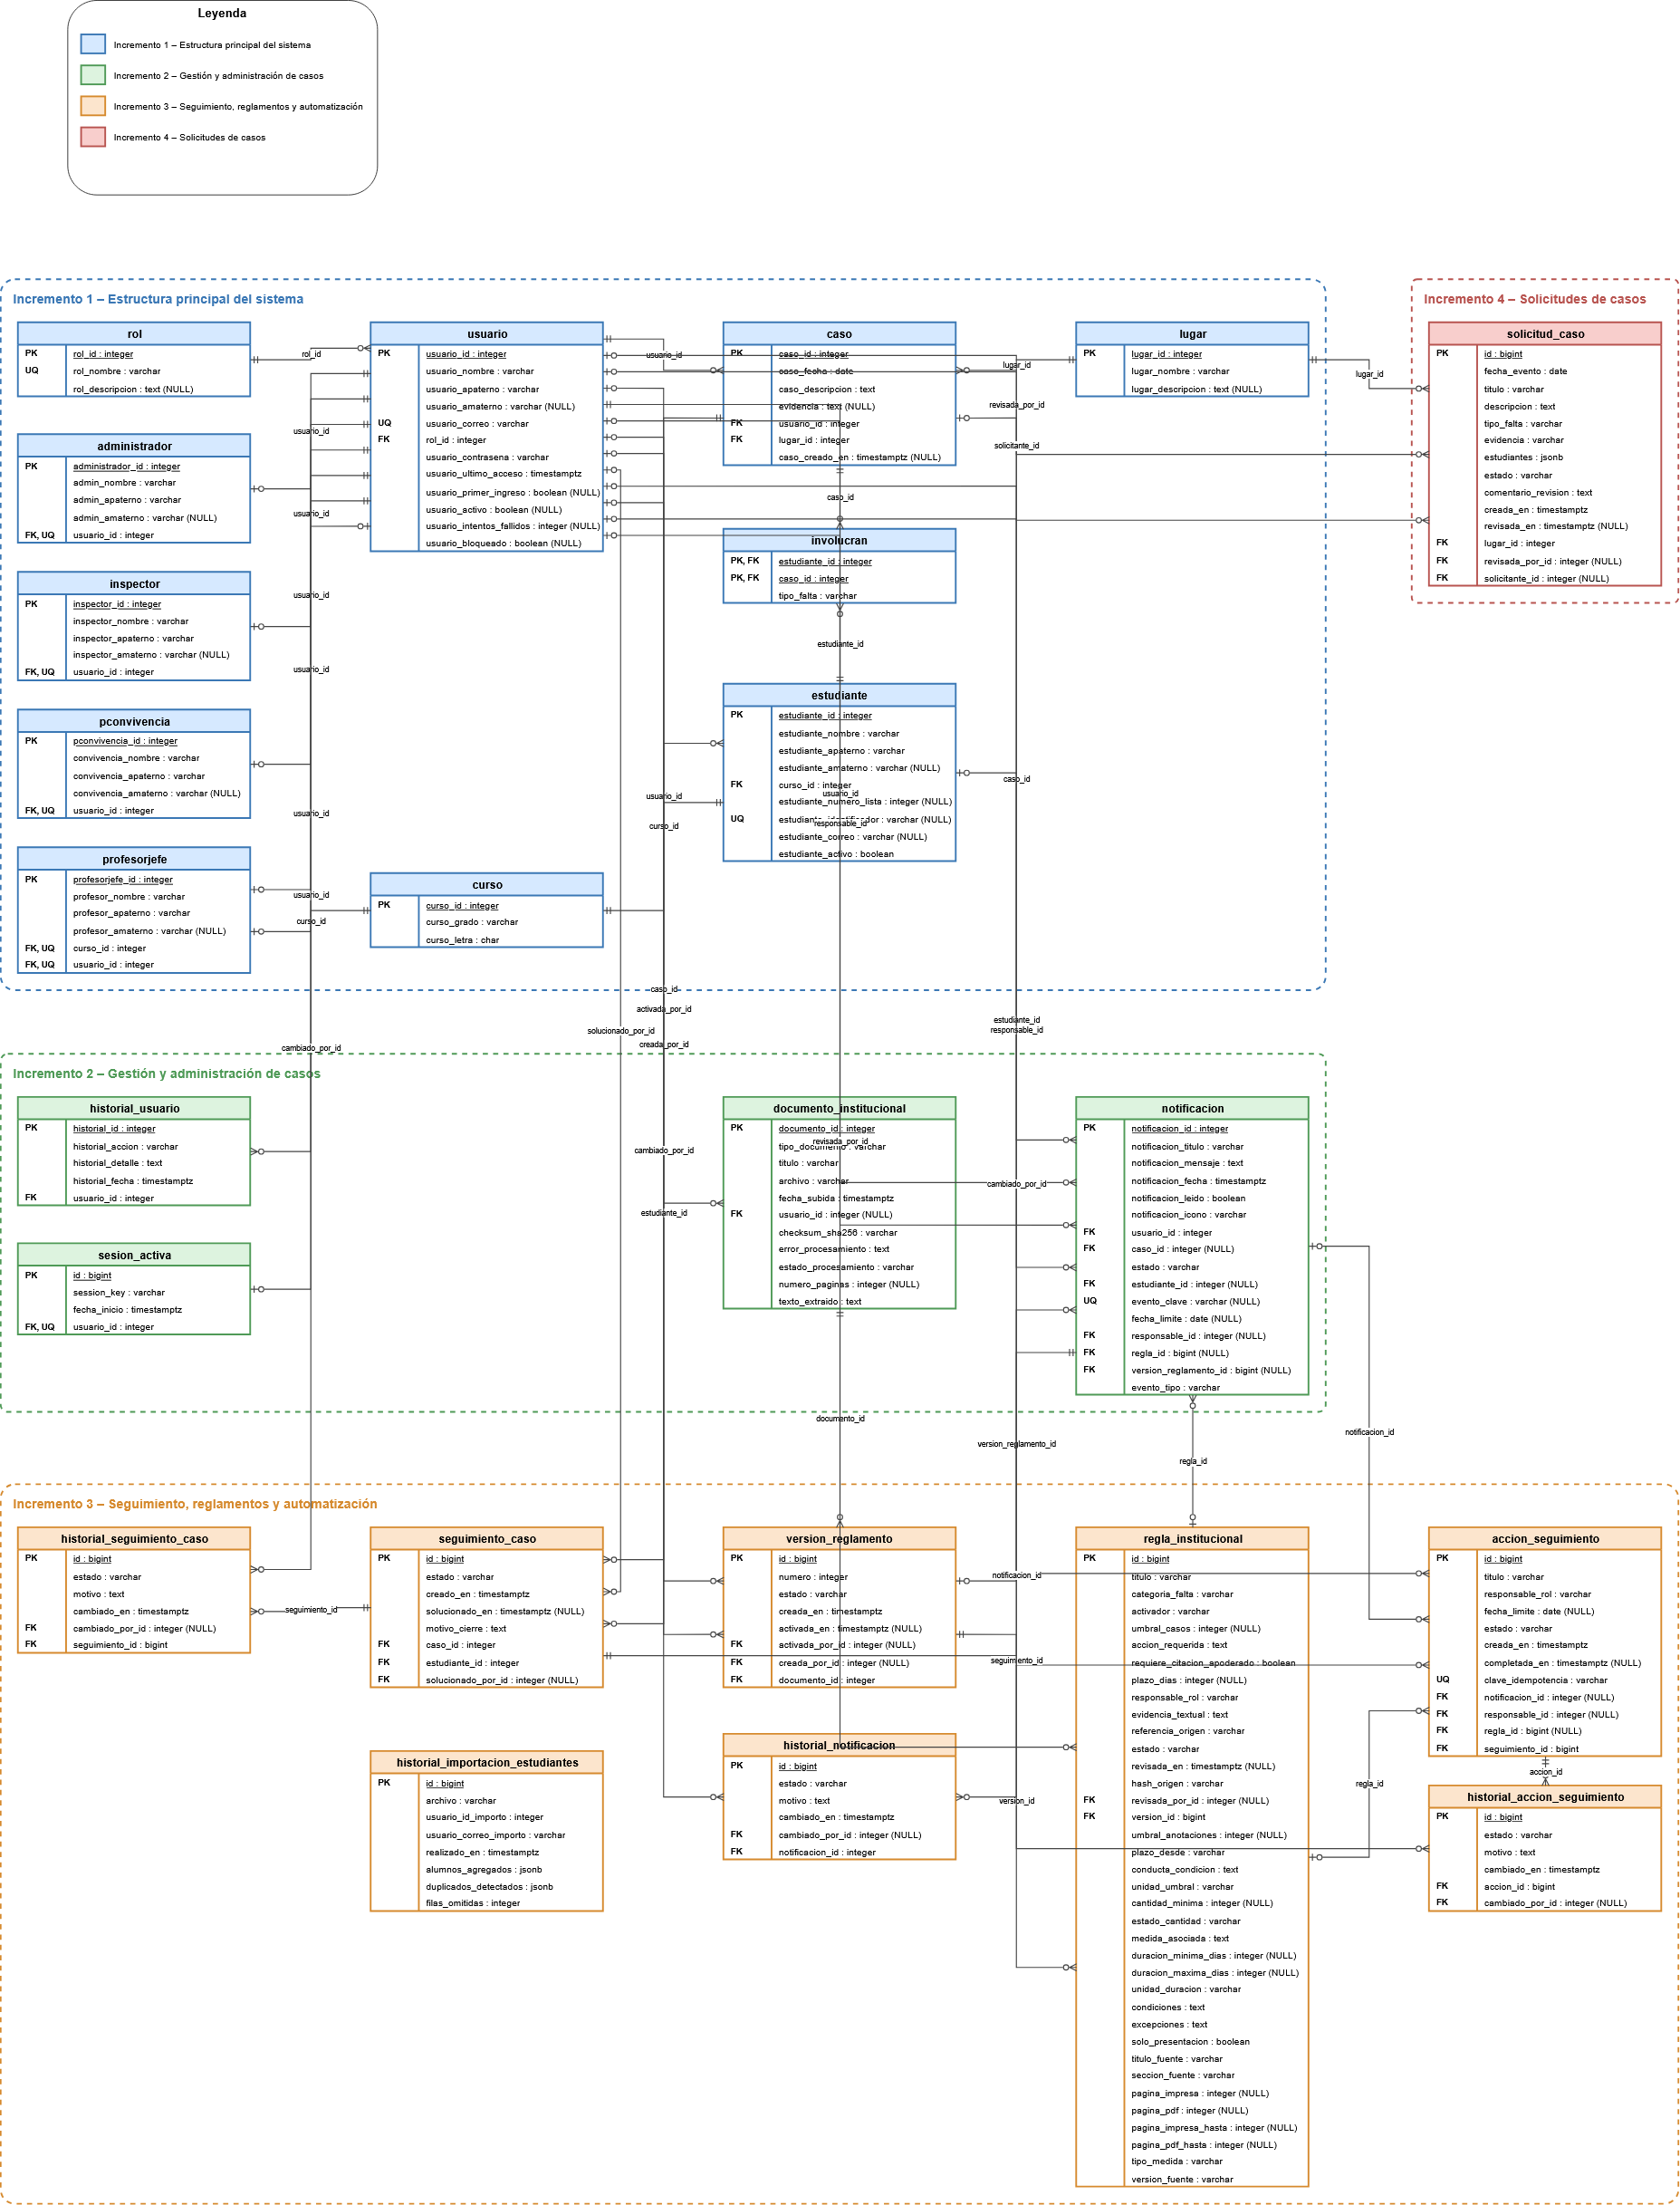 Leyenda
Incremento 1 – Estructura principal del sistema
Incremento 2 – Gestión y administración de casos
Incremento 3 – Seguimiento, reglamentos y automatización
Incremento 4 – Solicitudes de casos
Incremento 1 – Estructura principal del sistema
rol
PK rol_id : integer
UQ rol_nombre : varchar
rol_descripcion : text (NULL)
administrador
PK administrador_id : integer
admin_nombre : varchar
admin_apaterno : varchar
admin_amaterno : varchar (NULL)
FK, UQ usuario_id : integer
inspector
PK inspector_id : integer
inspector_nombre : varchar
inspector_apaterno : varchar
inspector_amaterno : varchar (NULL)
FK, UQ usuario_id : integer
pconvivencia
PK pconvivencia_id : integer
convivencia_nombre : varchar
convivencia_apaterno : varchar
convivencia_amaterno : varchar (NULL)
FK, UQ usuario_id : integer
profesorjefe
PK profesorjefe_id : integer
profesor_nombre : varchar
profesor_apaterno : varchar
profesor_amaterno : varchar (NULL)
FK, UQ curso_id : integer
FK, UQ usuario_id : integer
rol_id
usuario_id
usuario_id
usuario_id
usuario_id
usuario_id
usuario_id
curso_id
cambiado_por_id
usuario
PK usuario_id : integer
usuario_nombre : varchar
usuario_apaterno : varchar
usuario_amaterno : varchar (NULL)
UQ usuario_correo : varchar
FK rol_id : integer
usuario_contrasena : varchar
usuario_ultimo_acceso : timestamptz
usuario_primer_ingreso : boolean (NULL)
usuario_activo : boolean (NULL)
usuario_intentos_fallidos : integer (NULL)
usuario_bloqueado : boolean (NULL)
curso
PK curso_id : integer
curso_grado : varchar
curso_letra : char
usuario_id
usuario_id
curso_id
caso_id
activada_por_id
solucionado_por_id
creada_por_id
cambiado_por_id
estudiante_id
caso
PK caso_id : integer
caso_fecha : date
caso_descripcion : text
evidencia : text (NULL)
FK usuario_id : integer
FK lugar_id : integer
caso_creado_en : timestamptz (NULL)
caso_id
involucran
PK, FK estudiante_id : integer
PK, FK caso_id : integer
tipo_falta : varchar
estudiante_id
estudiante
PK estudiante_id : integer
estudiante_nombre : varchar
estudiante_apaterno : varchar
estudiante_amaterno : varchar (NULL)
FK curso_id : integer
usuario_id
estudiante_numero_lista : integer (NULL)
UQ estudiante_identificador : varchar (NULL)
responsable_id
estudiante_correo : varchar (NULL)
estudiante_activo : boolean
lugar_id
revisada_por_id
solicitante_id
caso_id
estudiante_id
responsable_id
lugar
PK lugar_id : integer
lugar_nombre : varchar
lugar_descripcion : text (NULL)
lugar_id
Incremento 4 – Solicitudes de casos
solicitud_caso
PK id : bigint
fecha_evento : date
titulo : varchar
descripcion : text
tipo_falta : varchar
evidencia : varchar
estudiantes : jsonb
estado : varchar
comentario_revision : text
creada_en : timestamptz
revisada_en : timestamptz (NULL)
FK lugar_id : integer
FK revisada_por_id : integer (NULL)
FK solicitante_id : integer (NULL)
Incremento 2 – Gestión y administración de casos
historial_usuario
PK historial_id : integer
historial_accion : varchar
historial_detalle : text
historial_fecha : timestamptz
FK usuario_id : integer
sesion_activa
PK id : bigint
session_key : varchar
fecha_inicio : timestamptz
FK, UQ usuario_id : integer
documento_institucional
PK documento_id : integer
revisada_por_id
tipo_documento : varchar
titulo : varchar
archivo : varchar
fecha_subida : timestamptz
FK usuario_id : integer (NULL)
checksum_sha256 : varchar
error_procesamiento : text
estado_procesamiento : varchar
numero_paginas : integer (NULL)
texto_extraido : text
documento_id
cambiado_por_id
version_reglamento_id
notificacion
PK notificacion_id : integer
notificacion_titulo : varchar
notificacion_mensaje : text
notificacion_fecha : timestamptz
notificacion_leido : boolean
notificacion_icono : varchar
FK usuario_id : integer
FK caso_id : integer (NULL)
estado : varchar
FK estudiante_id : integer (NULL)
UQ evento_clave : varchar (NULL)
fecha_limite : date (NULL)
FK responsable_id : integer (NULL)
FK regla_id : bigint (NULL)
FK version_reglamento_id : bigint (NULL)
evento_tipo : varchar
regla_id
notificacion_id
Incremento 3 – Seguimiento, reglamentos y automatización
historial_seguimiento_caso
PK id : bigint
estado : varchar
motivo : text
cambiado_en : timestamptz
FK cambiado_por_id : integer (NULL)
FK seguimiento_id : bigint
seguimiento_id
seguimiento_caso
PK id : bigint
estado : varchar
creado_en : timestamptz
solucionado_en : timestamptz (NULL)
motivo_cierre : text
FK caso_id : integer
FK estudiante_id : integer
FK solucionado_por_id : integer (NULL)
historial_importacion_estudiantes
PK id : bigint
archivo : varchar
usuario_id_importo : integer
usuario_correo_importo : varchar
realizado_en : timestamptz
alumnos_agregados : jsonb
duplicados_detectados : jsonb
filas_omitidas : integer
version_reglamento
PK id : bigint
numero : integer
estado : varchar
creada_en : timestamptz
activada_en : timestamptz (NULL)
FK activada_por_id : integer (NULL)
FK creada_por_id : integer (NULL)
FK documento_id : integer
historial_notificacion
PK id : bigint
estado : varchar
motivo : text
cambiado_en : timestamptz
FK cambiado_por_id : integer (NULL)
FK notificacion_id : integer
notificacion_id
seguimiento_id
version_id
regla_institucional
PK id : bigint
titulo : varchar
categoria_falta : varchar
activador : varchar
umbral_casos : integer (NULL)
accion_requerida : text
requiere_citacion_apoderado : boolean
plazo_dias : integer (NULL)
responsable_rol : varchar
evidencia_textual : text
referencia_origen : varchar
estado : varchar
revisada_en : timestamptz (NULL)
hash_origen : varchar
FK revisada_por_id : integer (NULL)
FK version_id : bigint
umbral_anotaciones : integer (NULL)
plazo_desde : varchar
conducta_condicion : text
unidad_umbral : varchar
cantidad_minima : integer (NULL)
estado_cantidad : varchar
medida_asociada : text
duracion_minima_dias : integer (NULL)
duracion_maxima_dias : integer (NULL)
unidad_duracion : varchar
condiciones : text
excepciones : text
solo_presentacion : boolean
titulo_fuente : varchar
seccion_fuente : varchar
pagina_impresa : integer (NULL)
pagina_pdf : integer (NULL)
pagina_impresa_hasta : integer (NULL)
pagina_pdf_hasta : integer (NULL)
tipo_medida : varchar
version_fuente : varchar
regla_id
accion_seguimiento
PK id : bigint
titulo : varchar
responsable_rol : varchar
fecha_limite : date (NULL)
estado : varchar
creada_en : timestamptz
completada_en : timestamptz (NULL)
UQ clave_idempotencia : varchar
FK notificacion_id : integer (NULL)
FK responsable_id : integer (NULL)
FK regla_id : bigint (NULL)
FK seguimiento_id : bigint
accion_id
historial_accion_seguimiento
PK id : bigint
estado : varchar
motivo : text
cambiado_en : timestamptz
FK accion_id : bigint
FK cambiado_por_id : integer (NULL)